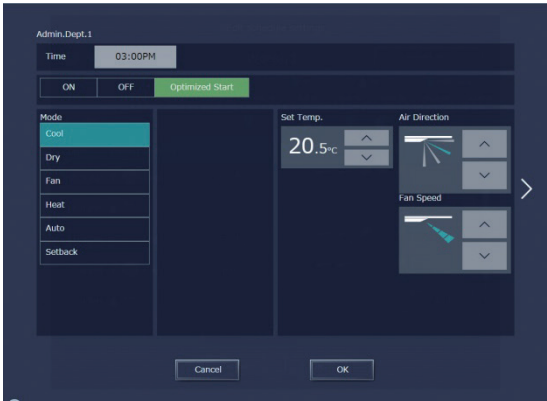 Admin.Dept.1
Time 03:00PM
ON OFF Optimized Start
Mode
Cool
Dry
Fan
Heat
Auto
Setback
Set Temp.
20.5℃
Air Direction
Fan Speed
Cancel OK